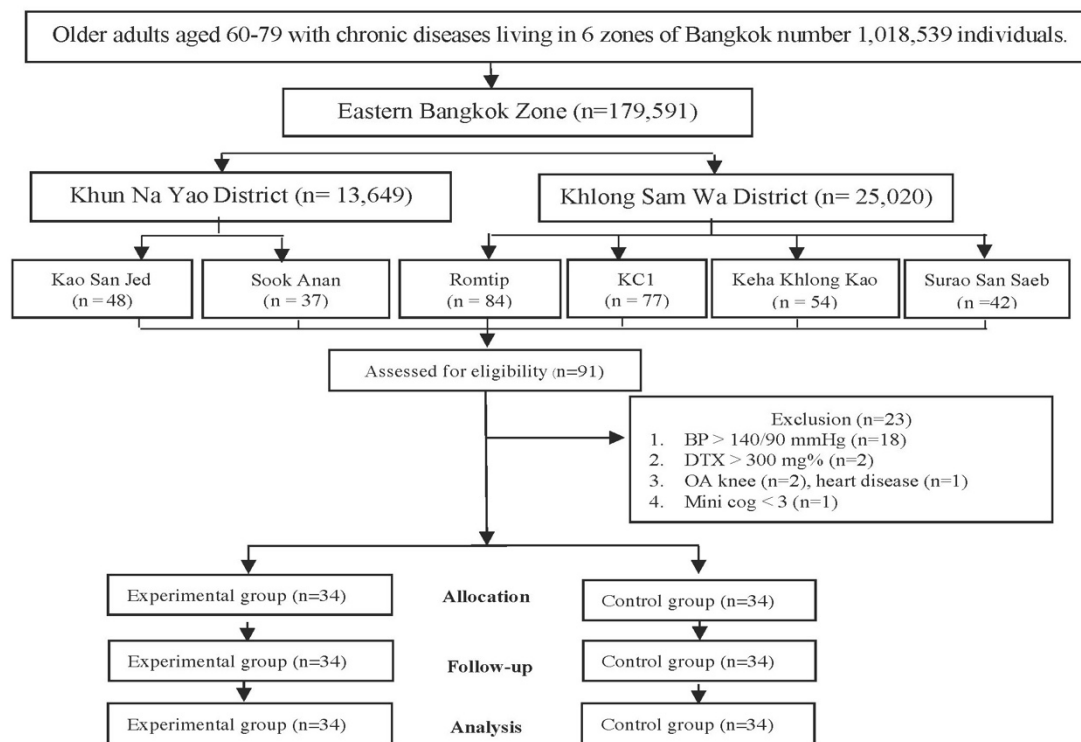 Older adults aged 60-79 with chronic diseases living in 6 zones of Bangkok number 1,018,539 individuals.
Eastern Bangkok Zone (n=179,591)
Khun Na Yao District (n= 13,649)
Khlong Sam Wa District (n= 25,020)
Kao San Jed
(n = 48)
Sook Anan
(n = 37)
Romtip
(n = 84)
KC1
(n = 77)
Keha Khlong Kao
(n = 54)
Surao San Saeb
(n =42)
Assessed for eligibility (n=91)
Exclusion (n=23)
1. BP > 140/90 mmHg (n=18)
2. DTX > 300 mg% (n=2)
3. OA knee (n=2), heart disease (n=1)
4. Mini cog < 3 (n=1)
Experimental group (n=34)
Allocation
Control group (n=34)
Experimental group (n=34)
Follow-up
Control group (n=34)
Experimental group (n=34)
Analysis
Control group (n=34)